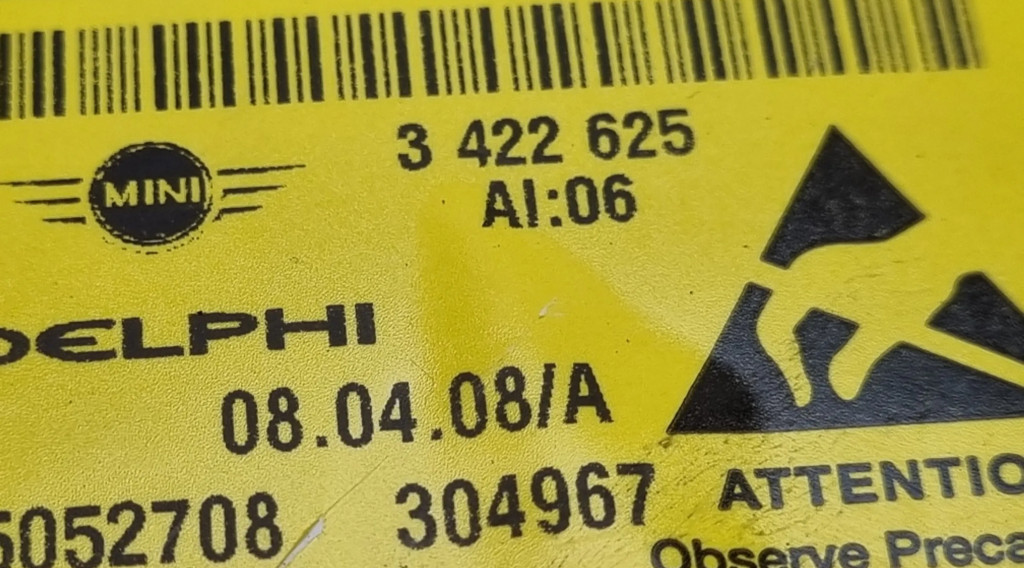 3 422 625
AI:06
MINI
DELPHI
08.04.08/A
5052708 304967
ATTENTIO
Observe Preca